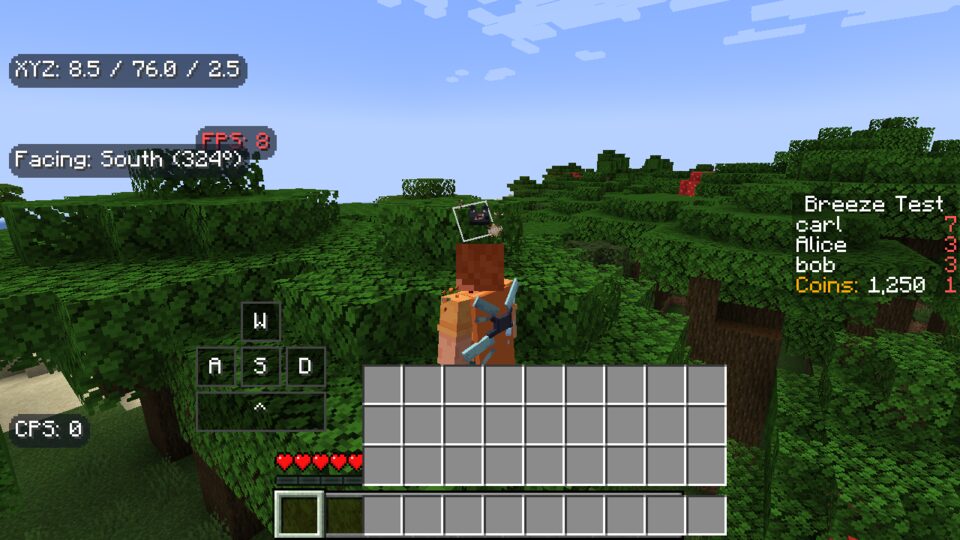 XYZ: 8.5 / 76.0 / 2.5
FPS: 8
Facing: South (324°)
Breeze Test
carl 7
Alice 3
bob 3
Coins: 1,250 1
W
A S D
^
CPS: 0